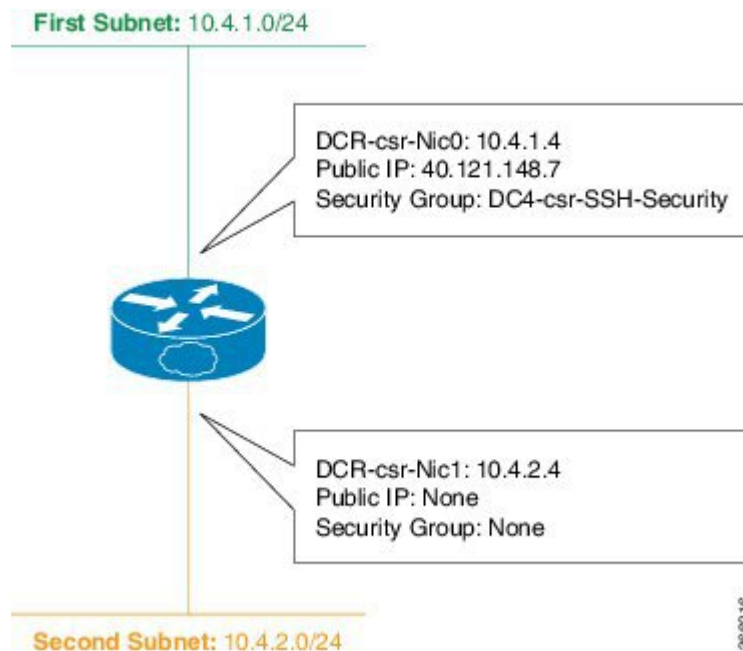 First Subnet: 10.4.1.0/24
DCR-csr-Nic0: 10.4.1.4
Public IP: 40.121.148.7
Security Group: DC4-csr-SSH-Security
DCR-csr-Nic1: 10.4.2.4
Public IP: None
Security Group: None
Second Subnet: 10.4.2.0/24